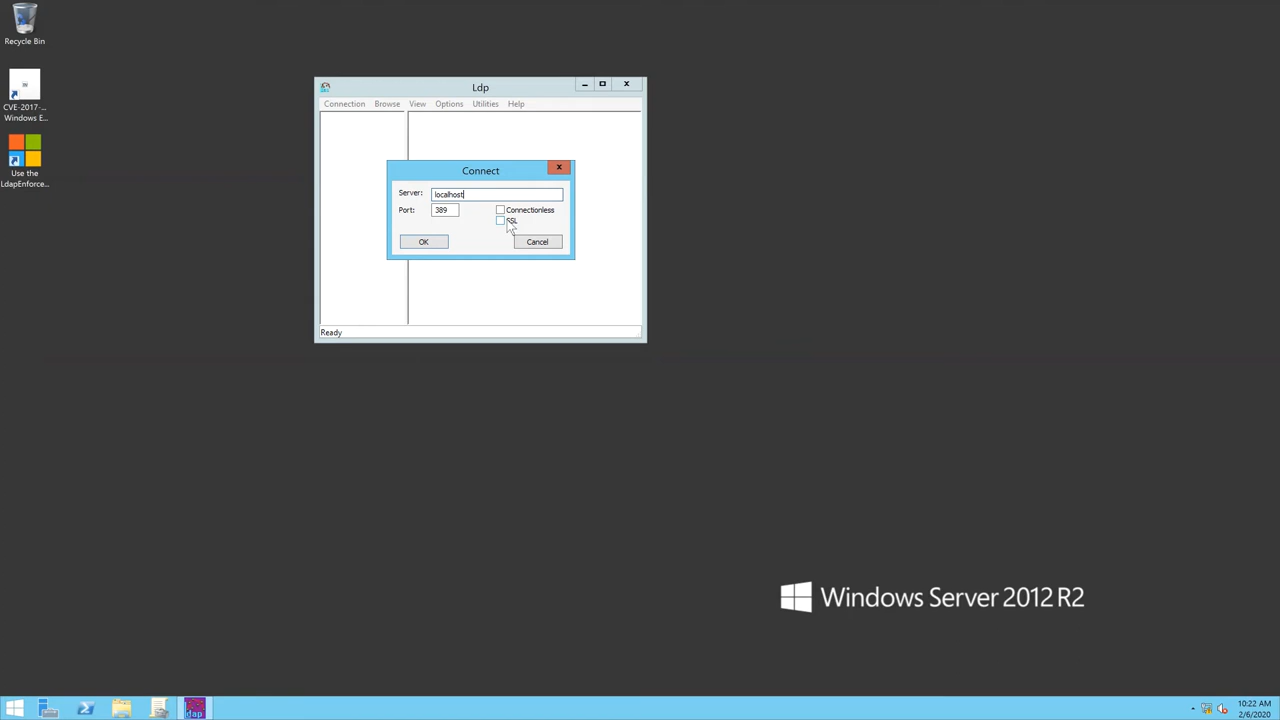 Recycle Bin
CVE-2017-...
Windows E...
Use the
LdapEnforce...
Ldp
Connection Browse View Options Utilities Help
Connect
Server: localhost
Port: 389
Connectionless
SSL
OK Cancel
Ready
Windows Server 2012 R2
ldap
10:22 AM
2/6/2020